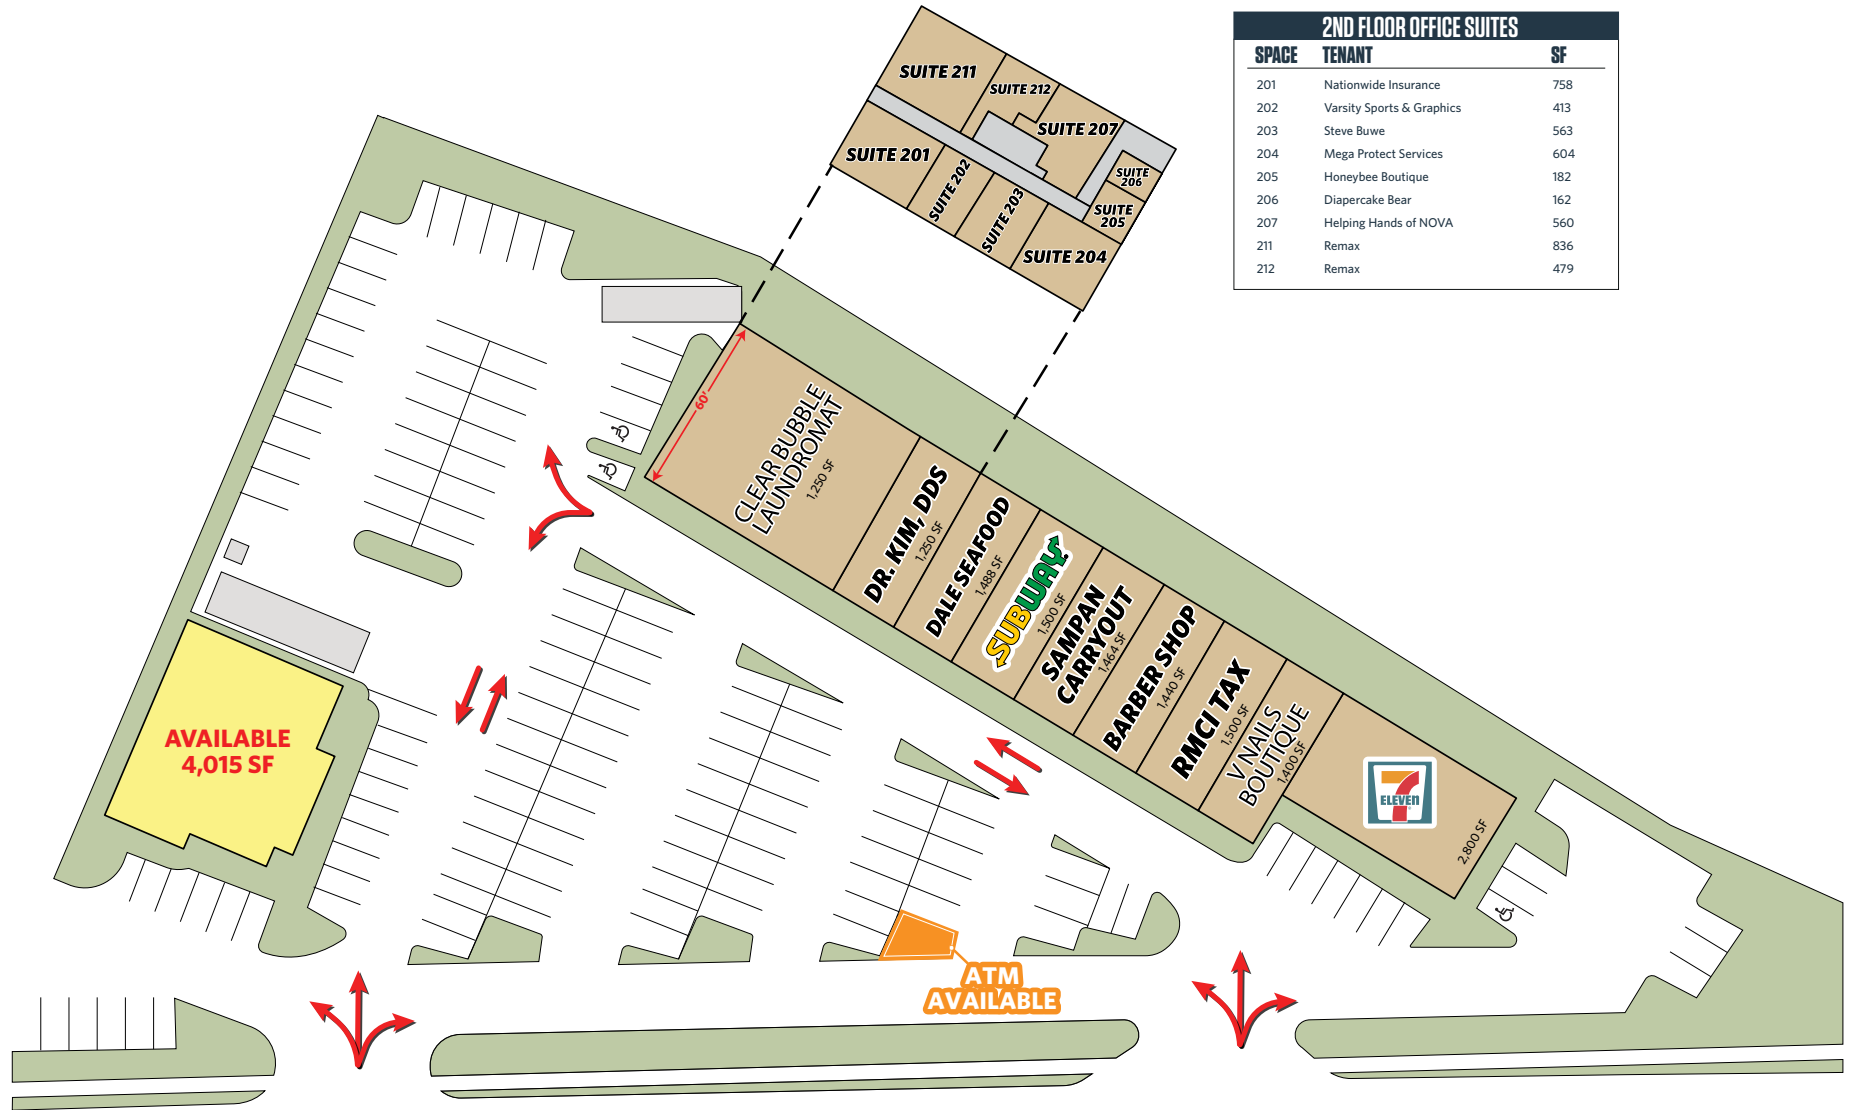 2ND FLOOR OFFICE SUITES
SPACE TENANT SF
201 Nationwide Insurance 758
202 Varsity Sports & Graphics 413
203 Steve Buwe 563
204 Mega Protect Services 604
205 Honeybee Boutique 182
206 Diapercake Bear 162
207 Helping Hands of NOVA 560
211 Remax 836
212 Remax 479
SUITE 211
SUITE 212
SUITE 207
SUITE 201
SUITE 202
SUITE 203
SUITE
206
SUITE
205
SUITE 204
60'
CLEAR BUBBLE
LAUNDROMAT
1,250 SF
DR. KIM, DDS
1,250 SF
DALE SEAFOOD
1,488 SF
SUBWAY
1,500 SF
SAMPAN
CARRYOUT
1,464 SF
BARBER SHOP
1,440 SF
RMCI TAX
1,500 SF
V NAILS
BOUTIQUE
1,400 SF
7
ELEVEn
2,800 SF
AVAILABLE
4,015 SF
ATM
AVAILABLE